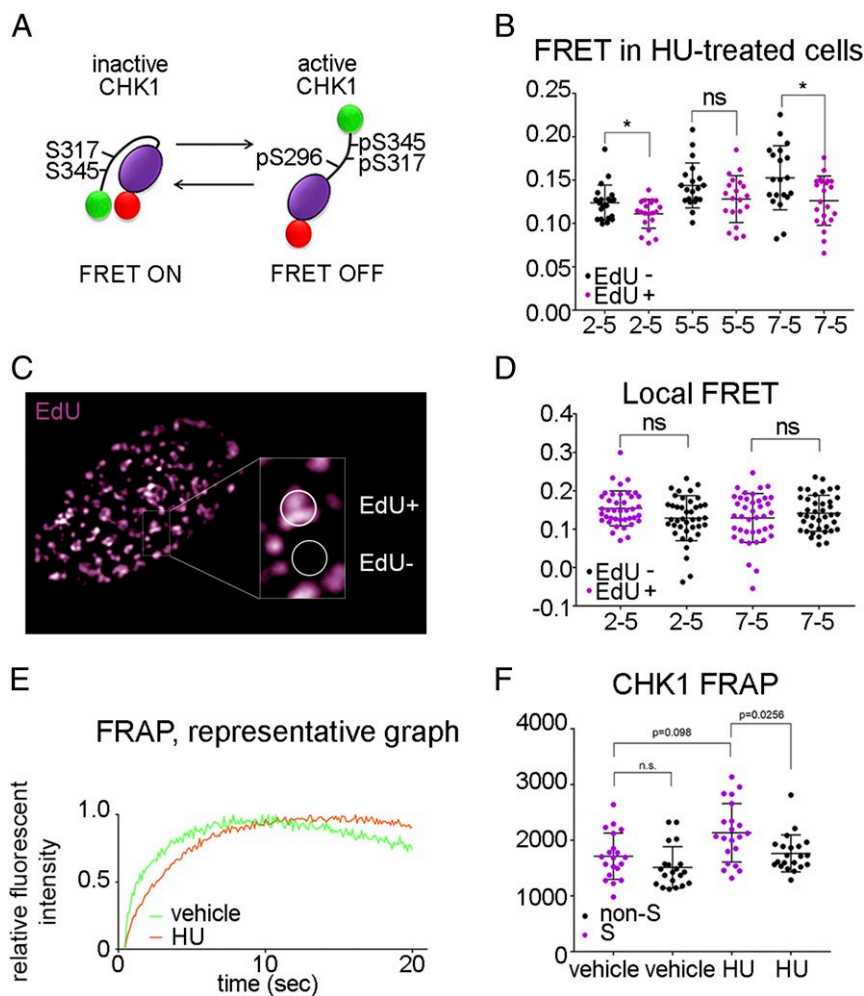 A
inactive
CHK1
active
CHK1
S317
S345
pS296
pS345
pS317
FRET ON
FRET OFF
B
FRET in HU-treated cells
*
ns
*
0.25
0.20
0.15
0.10
0.05
0.00
EdU -
EdU +
2-5 2-5 5-5 5-5 7-5 7-5
C
EdU
EdU+
EdU-
D
Local FRET
ns
ns
0.4
0.3
0.2
0.1
0.0
-0.1
EdU -
EdU +
2-5 2-5 7-5 7-5
E
FRAP, representative graph
relative fluorescent
intensity
1.0
0.5
0
vehicle
HU
0 10 20
time (sec)
F
CHK1 FRAP
p=0.0256
p=0.098
n.s.
4000
3000
2000
1000
0
non-S
S
vehicle vehicle HU HU